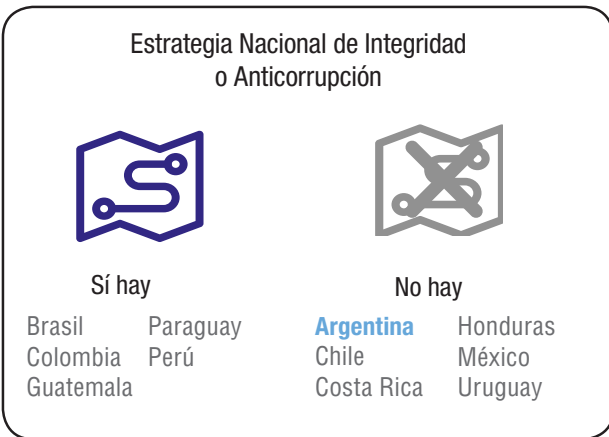 Estrategia Nacional de Integridad
o Anticorrupción
Sí hay
Brasil
Colombia
Guatemala
Paraguay
Perú
No hay
Argentina
Chile
Costa Rica
Honduras
México
Uruguay